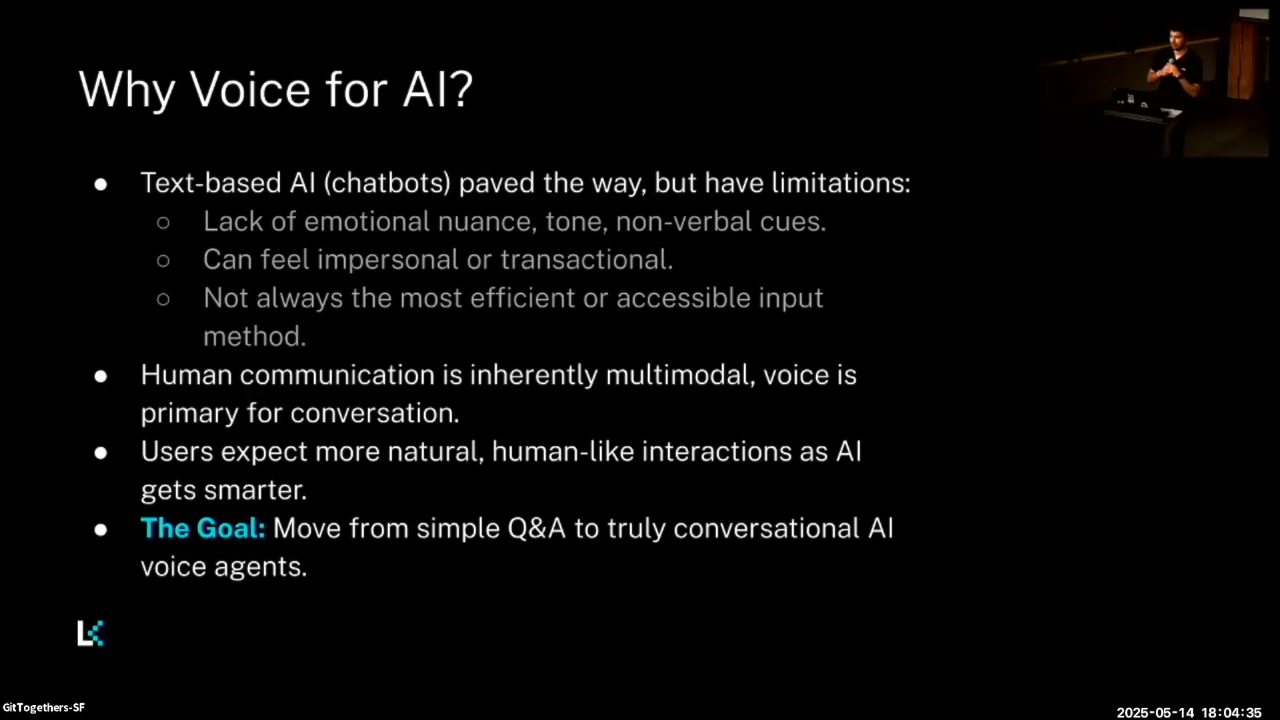 Why Voice for AI?
● Text-based AI (chatbots) paved the way, but have limitations:
○ Lack of emotional nuance, tone, non-verbal cues.
○ Can feel impersonal or transactional.
○ Not always the most efficient or accessible input
method.
● Human communication is inherently multimodal, voice is
primary for conversation.
● Users expect more natural, human-like interactions as AI
gets smarter.
● The Goal: Move from simple Q&A to truly conversational AI
voice agents.
GitTogethers-SF
2025-05-14 18:04:35